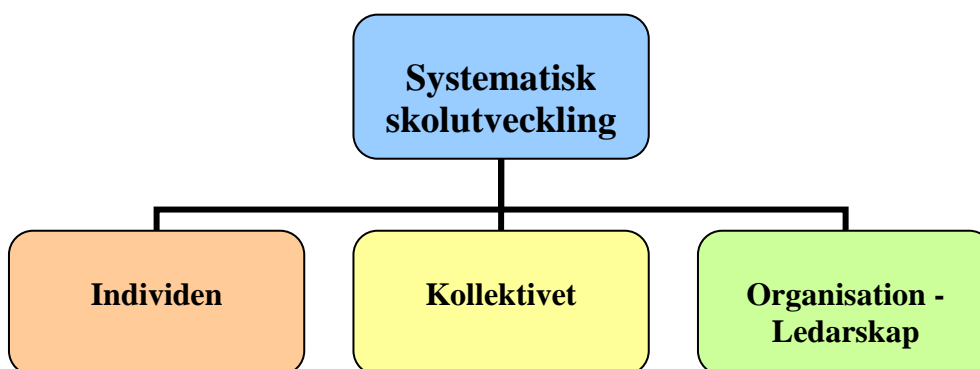 Systematisk
skolutveckling
Individen
Kollektivet
Organisation -
Ledarskap